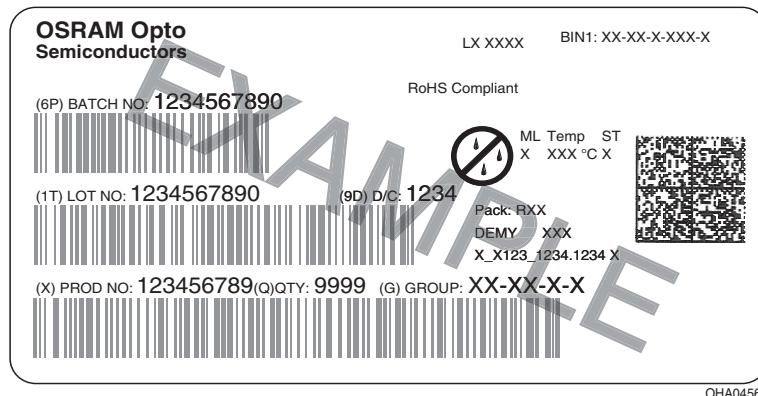 OSRAM Opto
Semiconductors
LX XXXX
BIN1: XX-XX-X-XXX-X
RoHS Compliant
(6P) BATCH NO: 1234567890
ML Temp ST
X XXX °C X
(1T) LOT NO: 1234567890 (9D) D/C: 1234
Pack: RXX
DEMY XXX
X_X123_1234.1234 X
(X) PROD NO: 123456789(Q)QTY: 9999 (G) GROUP: XX-XX-X-X
EXAMPLE
OHA04563